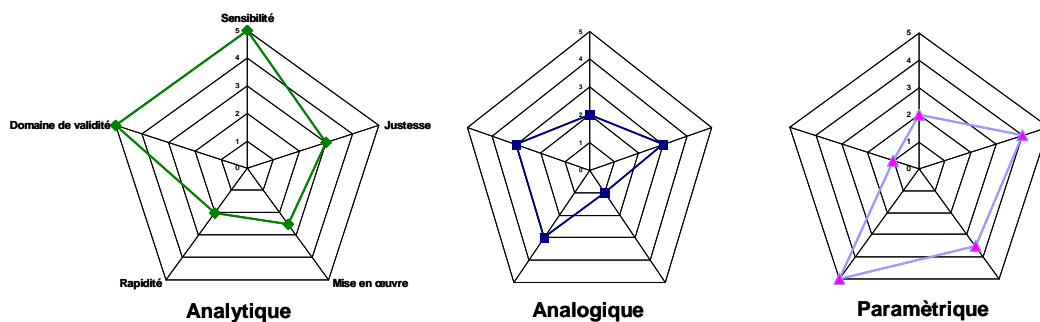 Sensibilité
5
4
3
2
1
0
Domaine de validité
Justesse
Rapidité
Mise en œuvre
Analytique
5
4
3
2
1
0
Analogique
5
4
3
2
1
0
Paramètrique